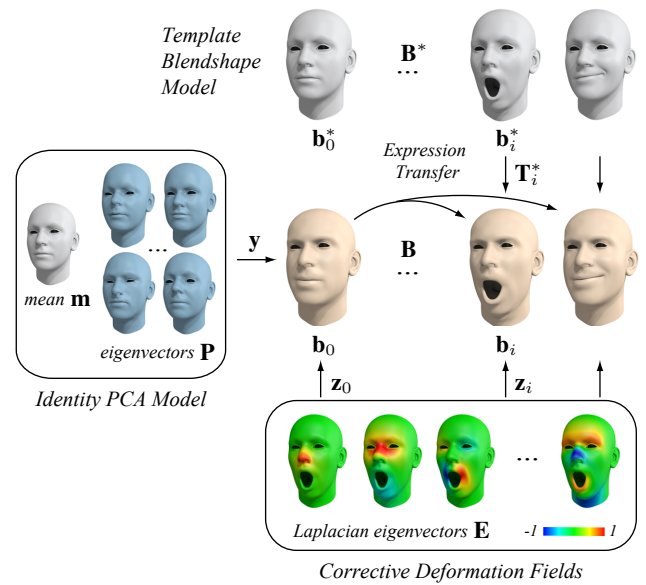 Template
Blendshape
Model
B*
...
b*0
b*i
Expression
Transfer
T*i
...
y
B
...
mean m
eigenvectors P
b0
bi
Identity PCA Model
z0
zi
...
Laplacian eigenvectors E
-1
1
Corrective Deformation Fields